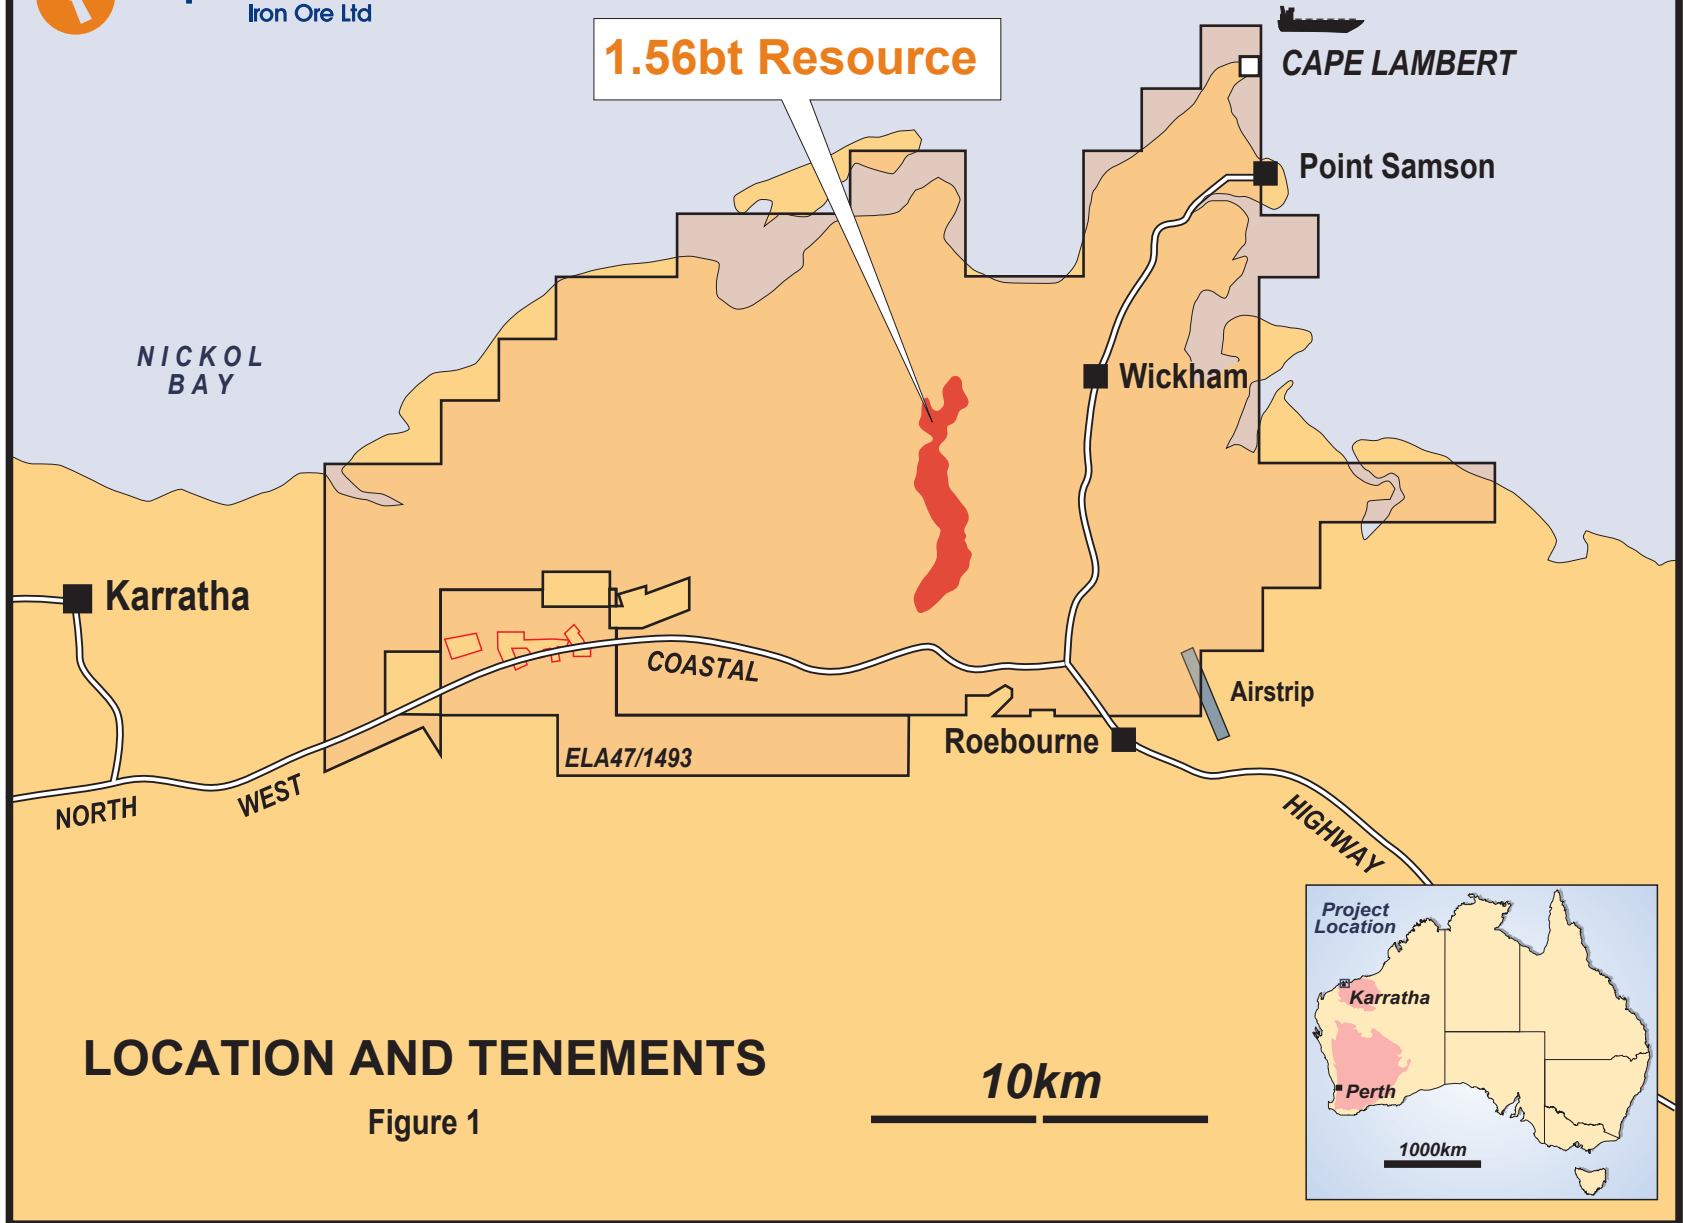 Iron Ore Ltd
1.56bt Resource
CAPE LAMBERT
Point Samson
NICKOL
BAY
Wickham
Karratha
COASTAL
Airstrip
Roebourne
ELA47/1493
WEST
NORTH
HIGHWAY
Project
Location
Karratha
Perth
1000km
LOCATION AND TENEMENTS
10km
Figure 1